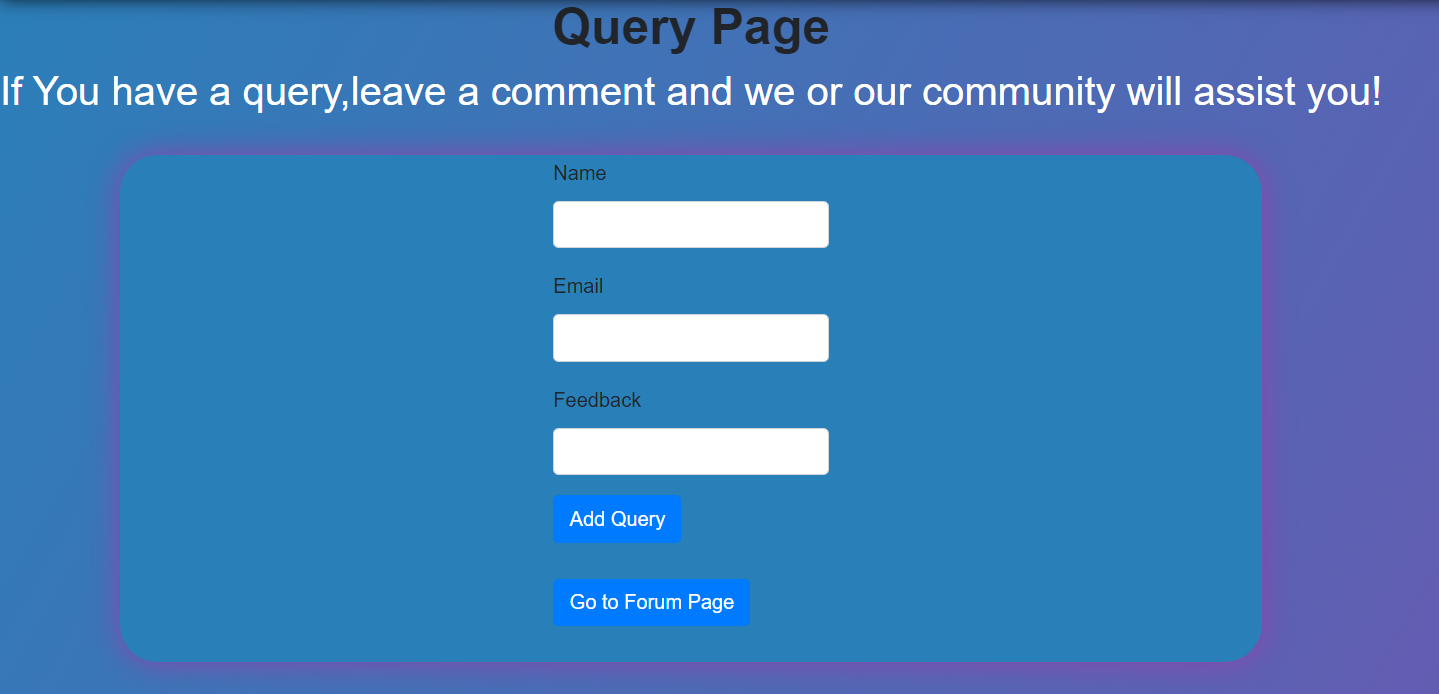 Query Page
If You have a query,leave a comment and we or our community will assist you!
Name
Email
Feedback
Add Query
Go to Forum Page